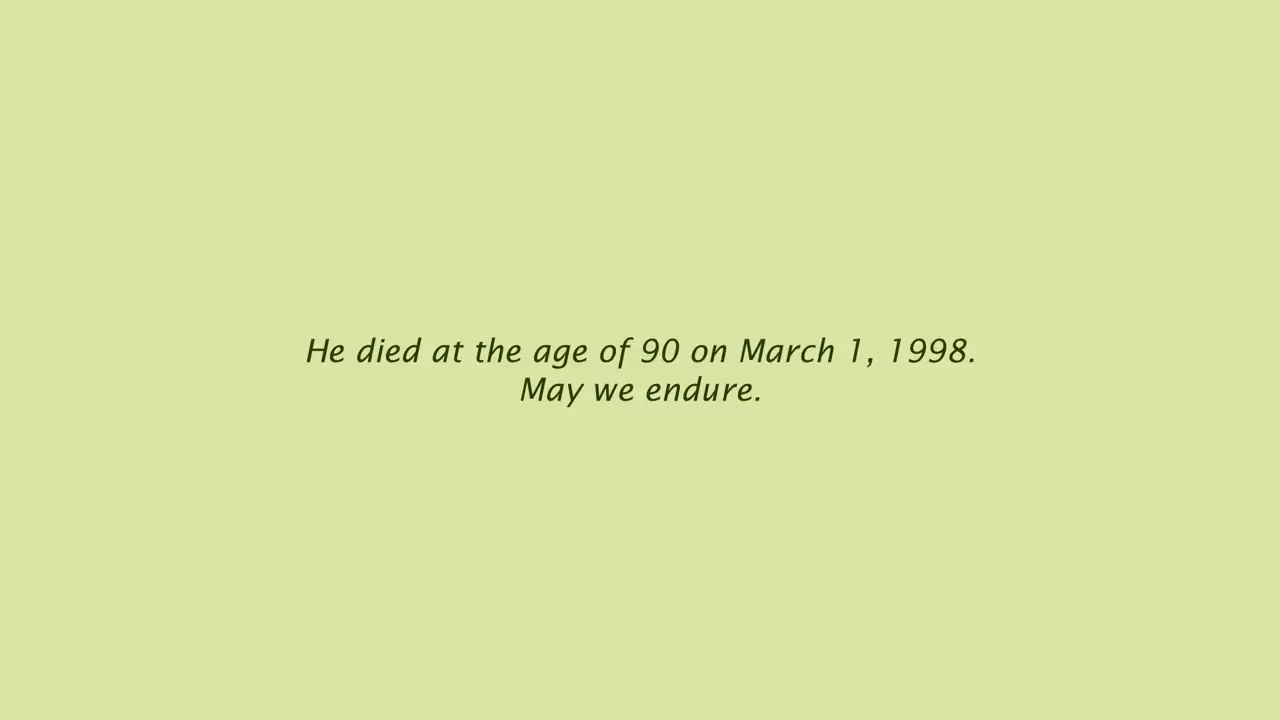 He died at the age of 90 on March 1, 1998.
May we endure.